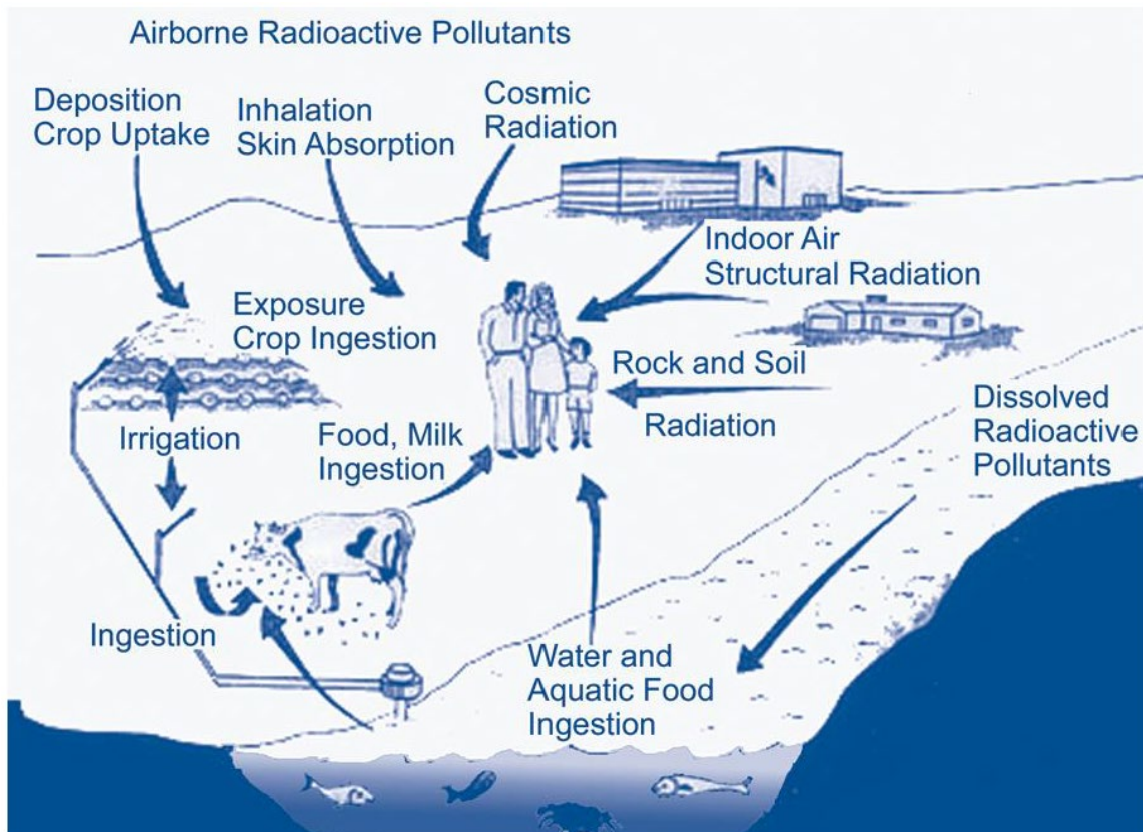 Airborne Radioactive Pollutants
Deposition
Crop Uptake
Inhalation
Skin Absorption
Cosmic
Radiation
Indoor Air
Structural Radiation
Exposure
Crop Ingestion
Rock and Soil
Radiation
Dissolved
Radioactive
Pollutants
Irrigation
Food, Milk
Ingestion
Ingestion
Water and
Aquatic Food
Ingestion